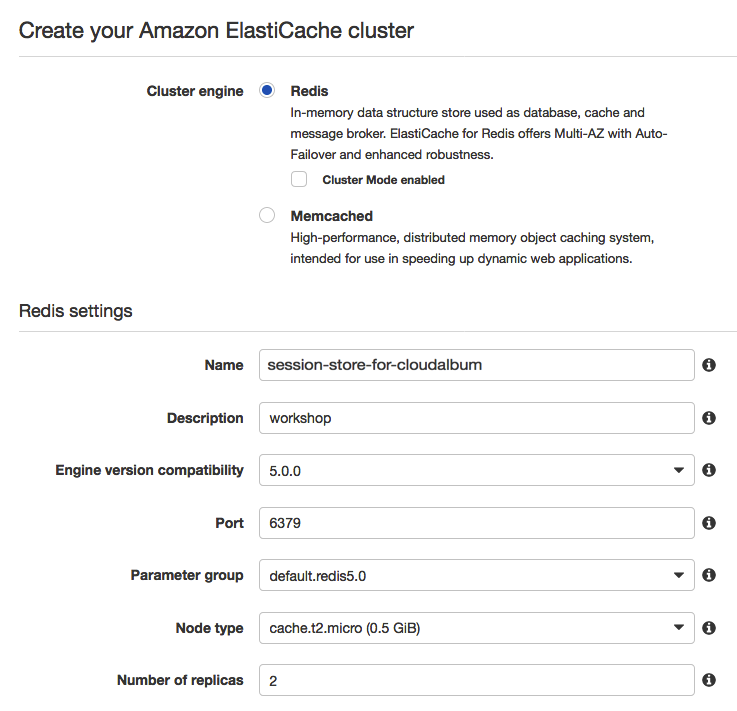 Create your Amazon ElastiCache cluster
Cluster engine Redis
In-memory data structure store used as database, cache and
message broker. ElastiCache for Redis offers Multi-AZ with Auto-
Failover and enhanced robustness.
Cluster Mode enabled
Memcached
High-performance, distributed memory object caching system,
intended for use in speeding up dynamic web applications.
Redis settings
Name session-store-for-cloudalbum
Description workshop
Engine version compatibility 5.0.0
Port 6379
Parameter group default.redis5.0
Node type cache.t2.micro (0.5 GiB)
Number of replicas 2